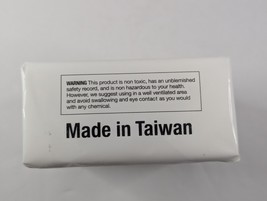 WARNING This product is non toxic, has an unblemished
safety record, and is non hazardous to your health.
However, we suggest using in a well ventilated area
and avoid swallowing and eye contact as you would
with any chemical.
Made in Taiwan